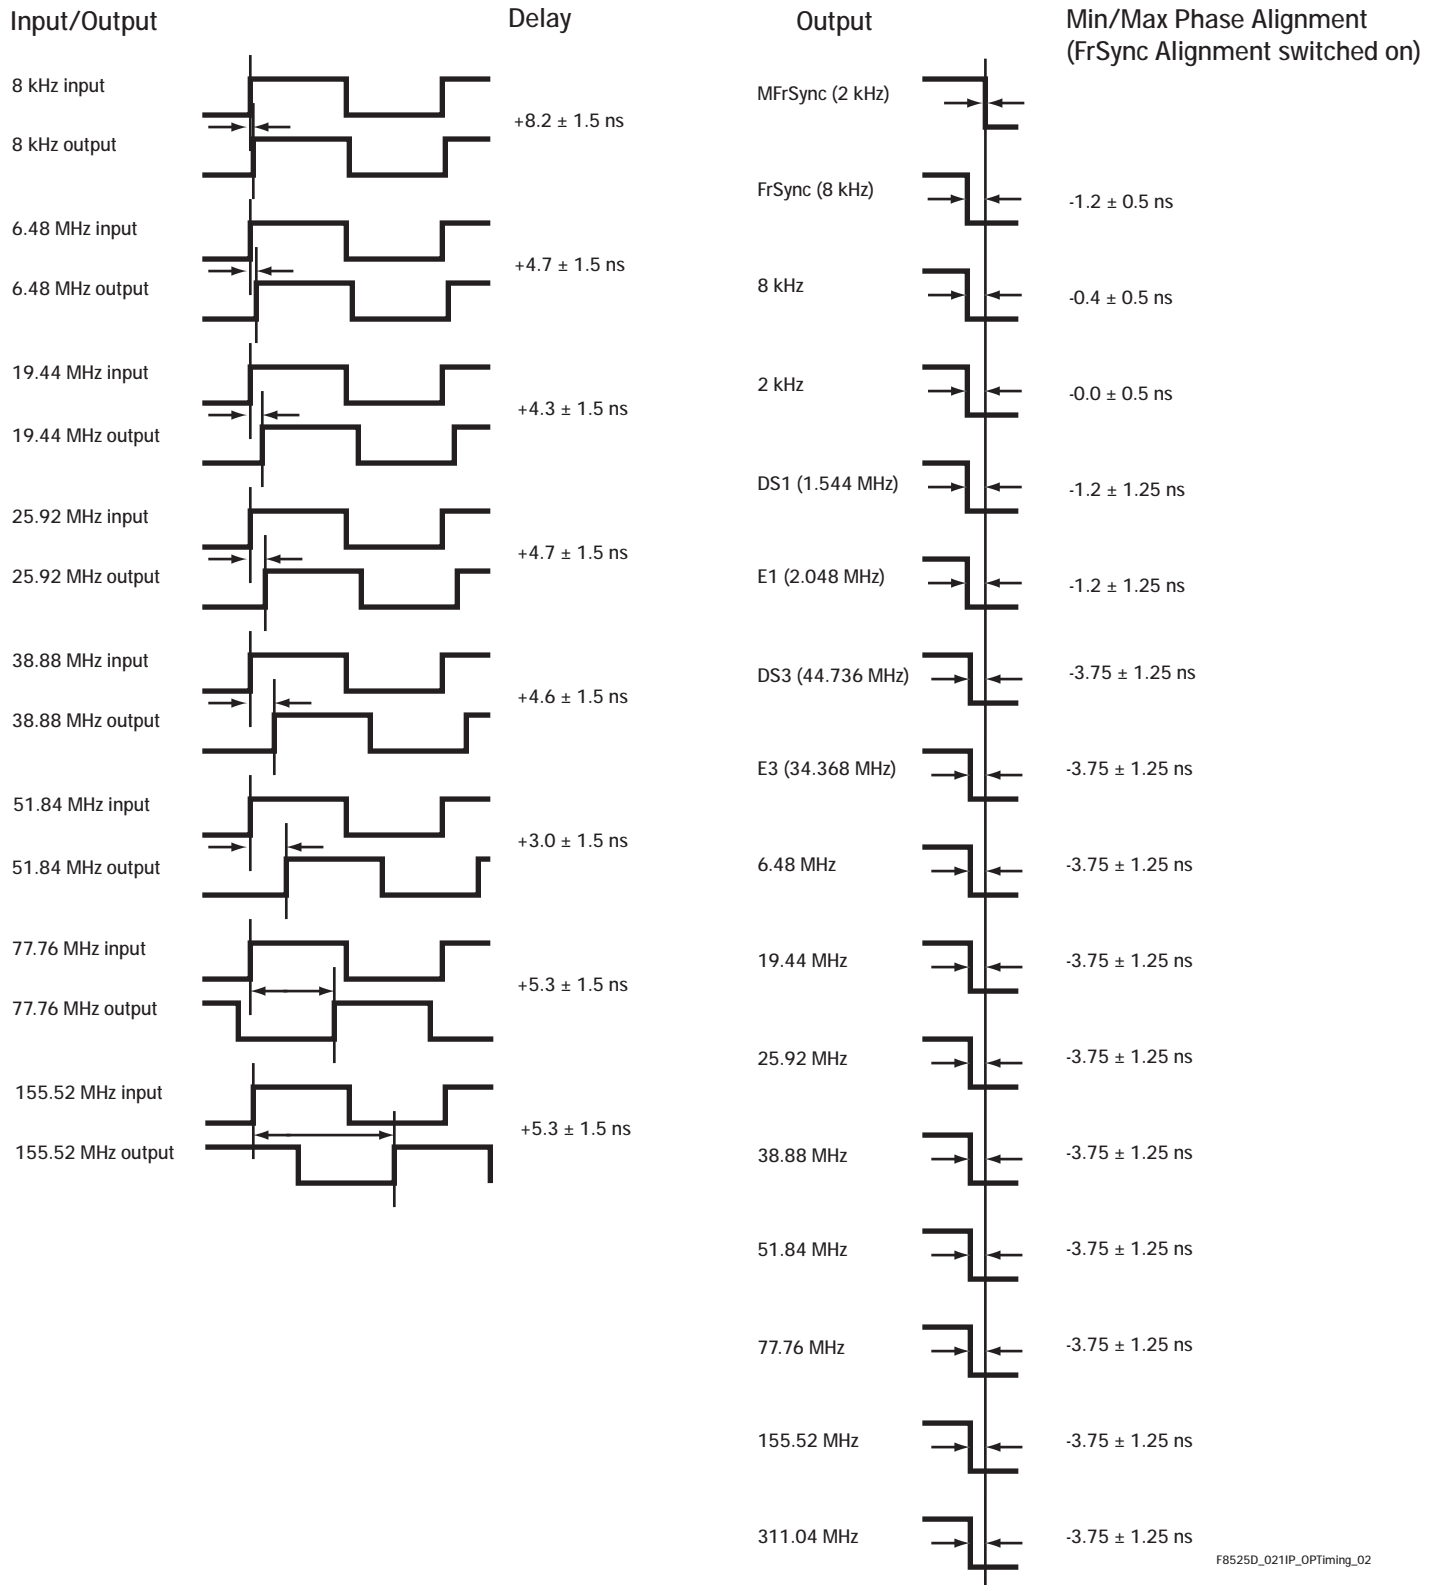 Input/Output
Delay
8 kHz input
8 kHz output
+8.2 ± 1.5 ns
6.48 MHz input
6.48 MHz output
+4.7 ± 1.5 ns
19.44 MHz input
19.44 MHz output
+4.3 ± 1.5 ns
25.92 MHz input
25.92 MHz output
+4.7 ± 1.5 ns
38.88 MHz input
38.88 MHz output
+4.6 ± 1.5 ns
51.84 MHz input
51.84 MHz output
+3.0 ± 1.5 ns
77.76 MHz input
77.76 MHz output
+5.3 ± 1.5 ns
155.52 MHz input
155.52 MHz output
+5.3 ± 1.5 ns
Output
Min/Max Phase Alignment
(FrSync Alignment switched on)
MFrSync (2 kHz)
FrSync (8 kHz)
-1.2 ± 0.5 ns
8 kHz
-0.4 ± 0.5 ns
2 kHz
-0.0 ± 0.5 ns
DS1 (1.544 MHz)
-1.2 ± 1.25 ns
E1 (2.048 MHz)
-1.2 ± 1.25 ns
DS3 (44.736 MHz)
-3.75 ± 1.25 ns
E3 (34.368 MHz)
-3.75 ± 1.25 ns
6.48 MHz
-3.75 ± 1.25 ns
19.44 MHz
-3.75 ± 1.25 ns
25.92 MHz
-3.75 ± 1.25 ns
38.88 MHz
-3.75 ± 1.25 ns
51.84 MHz
-3.75 ± 1.25 ns
77.76 MHz
-3.75 ± 1.25 ns
155.52 MHz
-3.75 ± 1.25 ns
311.04 MHz
-3.75 ± 1.25 ns
F8525D_021IP_OPTiming_02